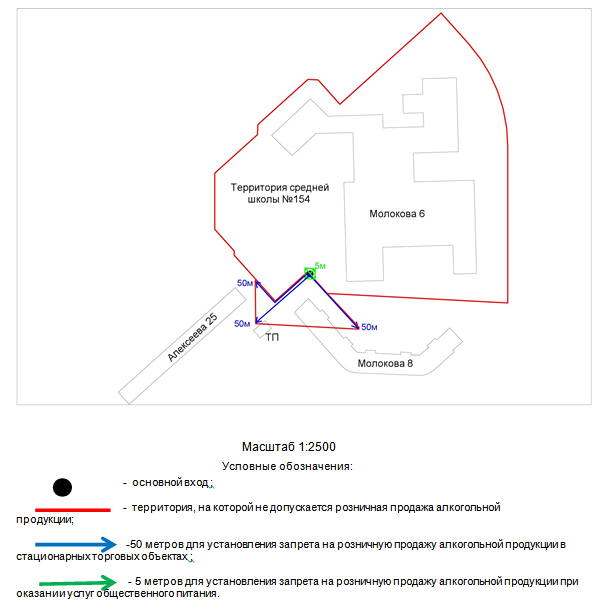 Территория средней
школы №154
Молокова 6
5м
50м
50м
50м
ТП
Алексеева 25
Молокова 8
Масштаб 1:2500
Условные обозначения:
- основной вход ;
- территория, на которой не допускается розничная продажа алкогольной
продукции;
-50 метров для установления запрета на розничную продажу алкогольной продукции в
стационарных торговых объектах ;
- 5 метров для установления запрета на розничную продажу алкогольной продукции при
оказании услуг общественного питания.